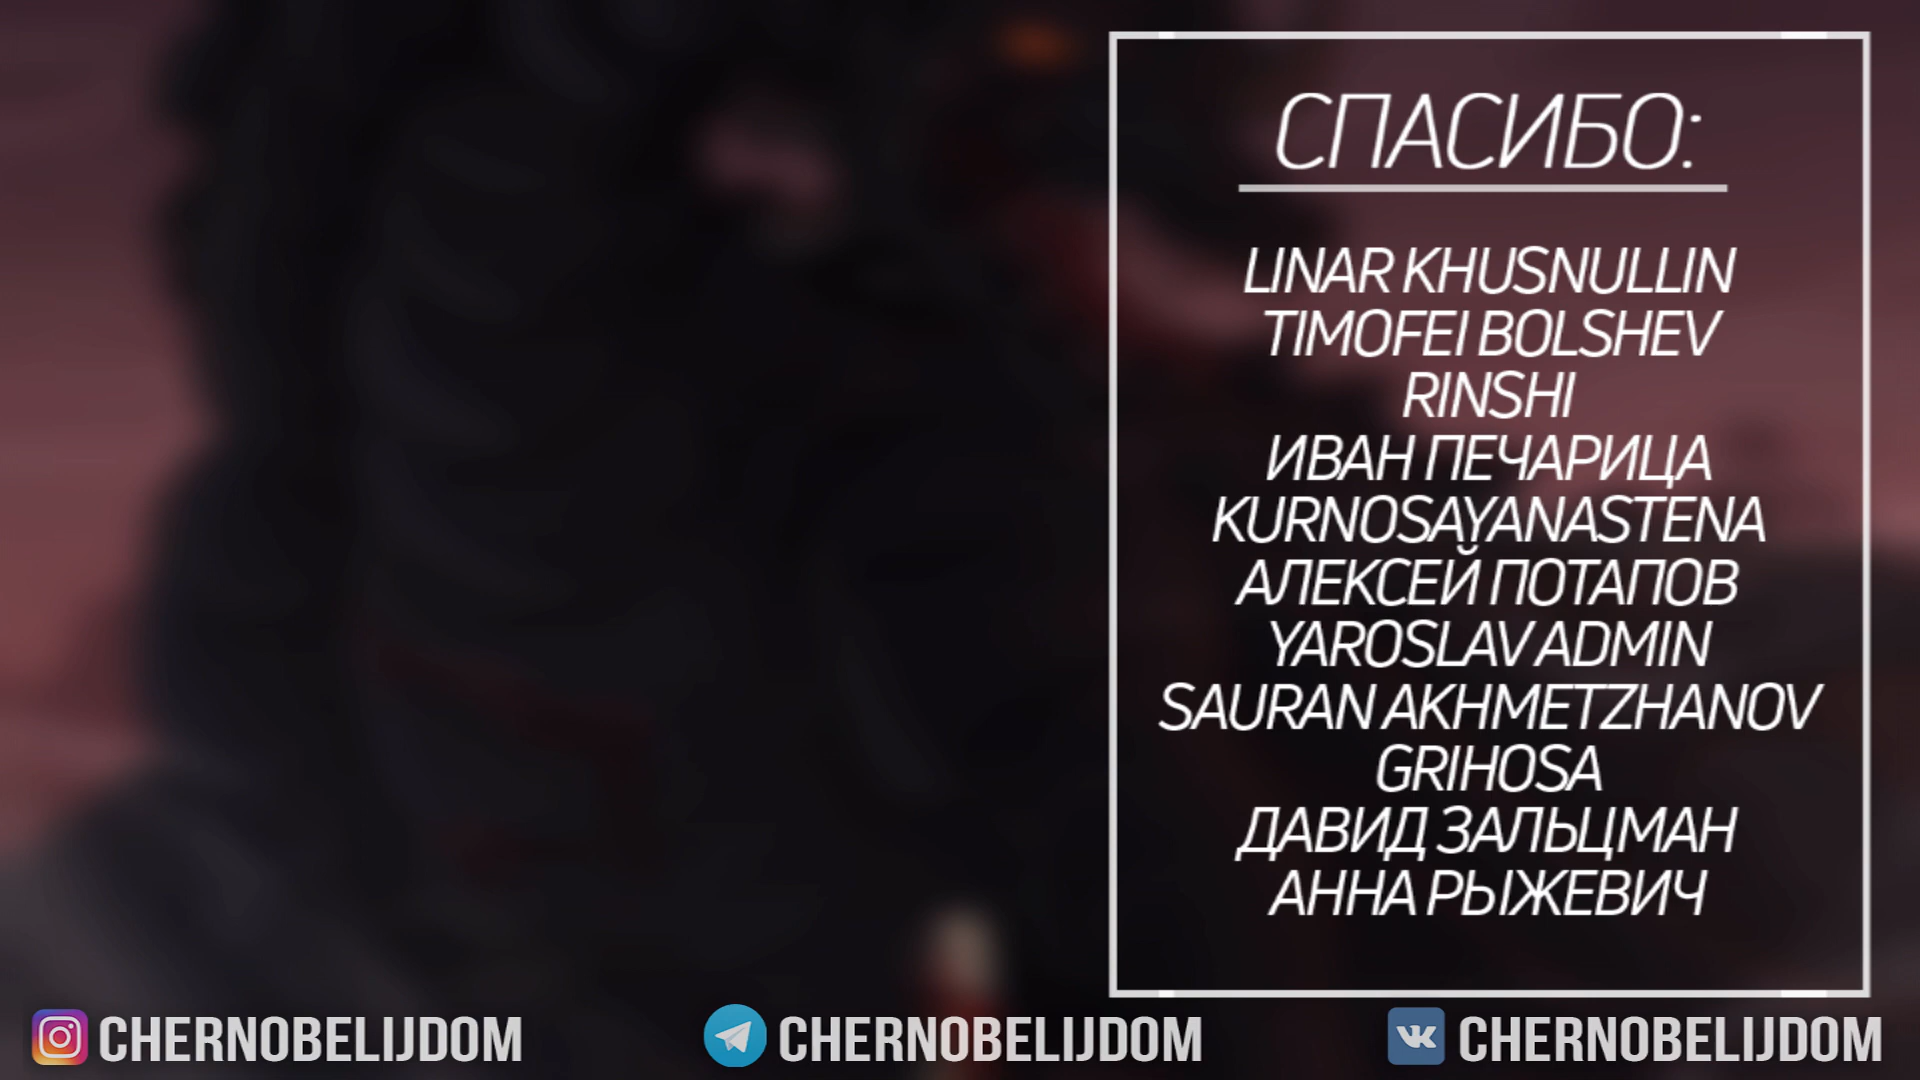 СПАСИБО:
LINAR KHUSNULLIN
TIMOFEI BOLSHEV
RINSHI
ИВАН ПЕЧАРИЦА
KURNOSAYANASTENA
АЛЕКСЕЙ ПОТАПОВ
YAROSLAV ADMIN
SAURAN AKHMETZHANOV
GRIHOSA
ДАВИД ЗАЛЬЦМАН
АННА РЫЖЕВИЧ
CHERNOBELIJDOM CHERNOBELIJDOM CHERNOBELIJDOM